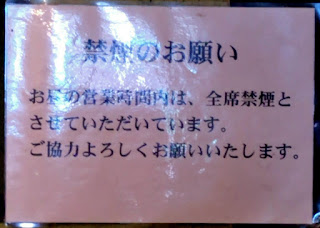 禁煙のお願い
お昼の営業時間内は、全席禁煙と
させていただいています。
ご協力よろしくお願いいたします。